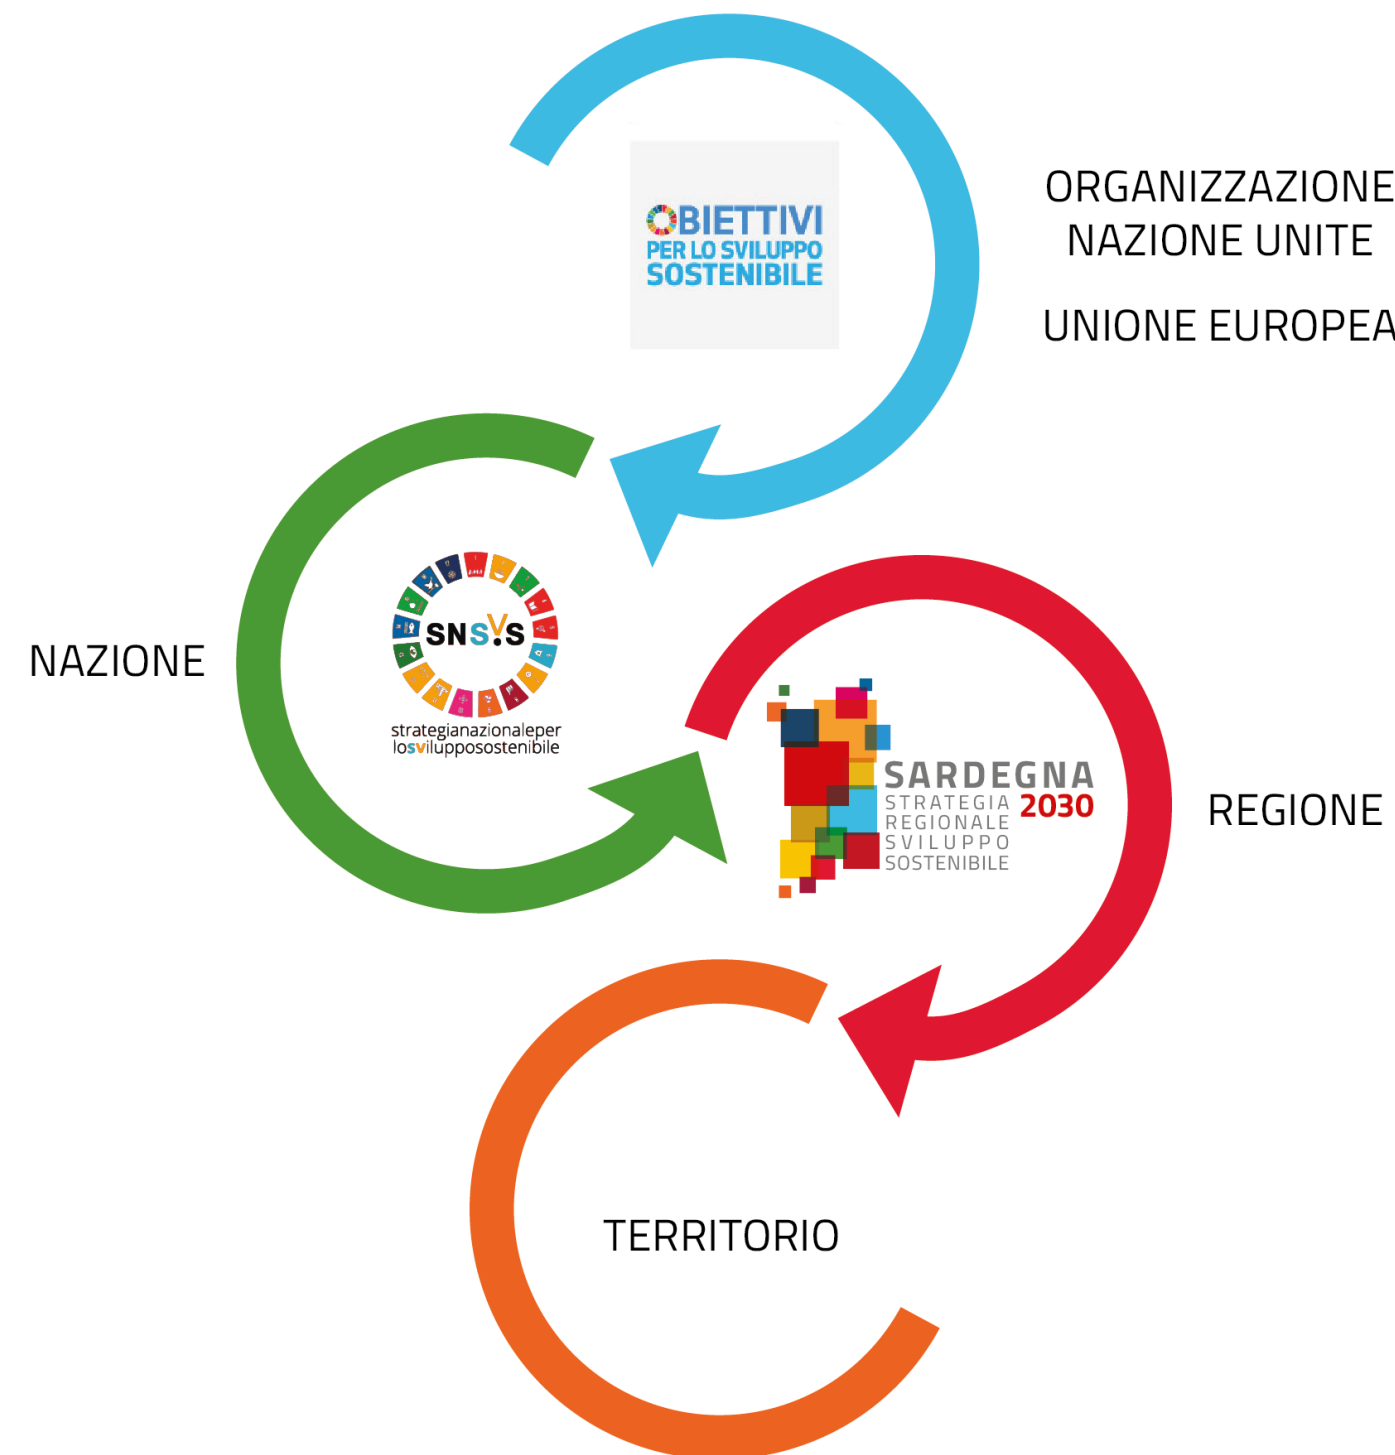 ORGANIZZAZIONE
NAZIONE UNITE
UNIONE EUROPEA
OBIETTIVI
PER LO SVILUPPO
SOSTENIBILE
NAZIONE
SNSVS
strategianazionaleper
losvilupposostenibile
SARDEGNA
STRATEGIA 2030
REGIONALE
SVILUPPO
SOSTENIBILE
REGIONE
TERRITORIO